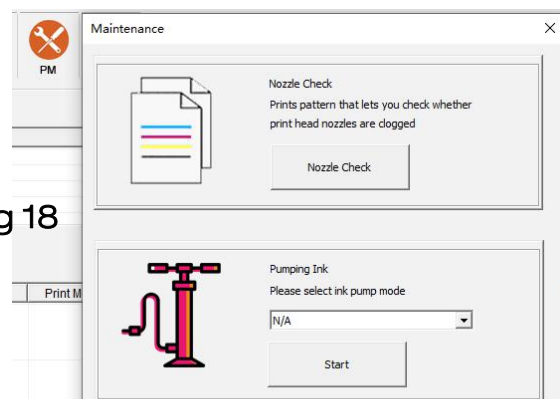 Maintenance
PM
Nozzle Check
Prints pattern that lets you check whether
print head nozzles are clogged
Nozzle Check
g 18
Pumping Ink
Print M
Please select ink pump mode
N/A
Start